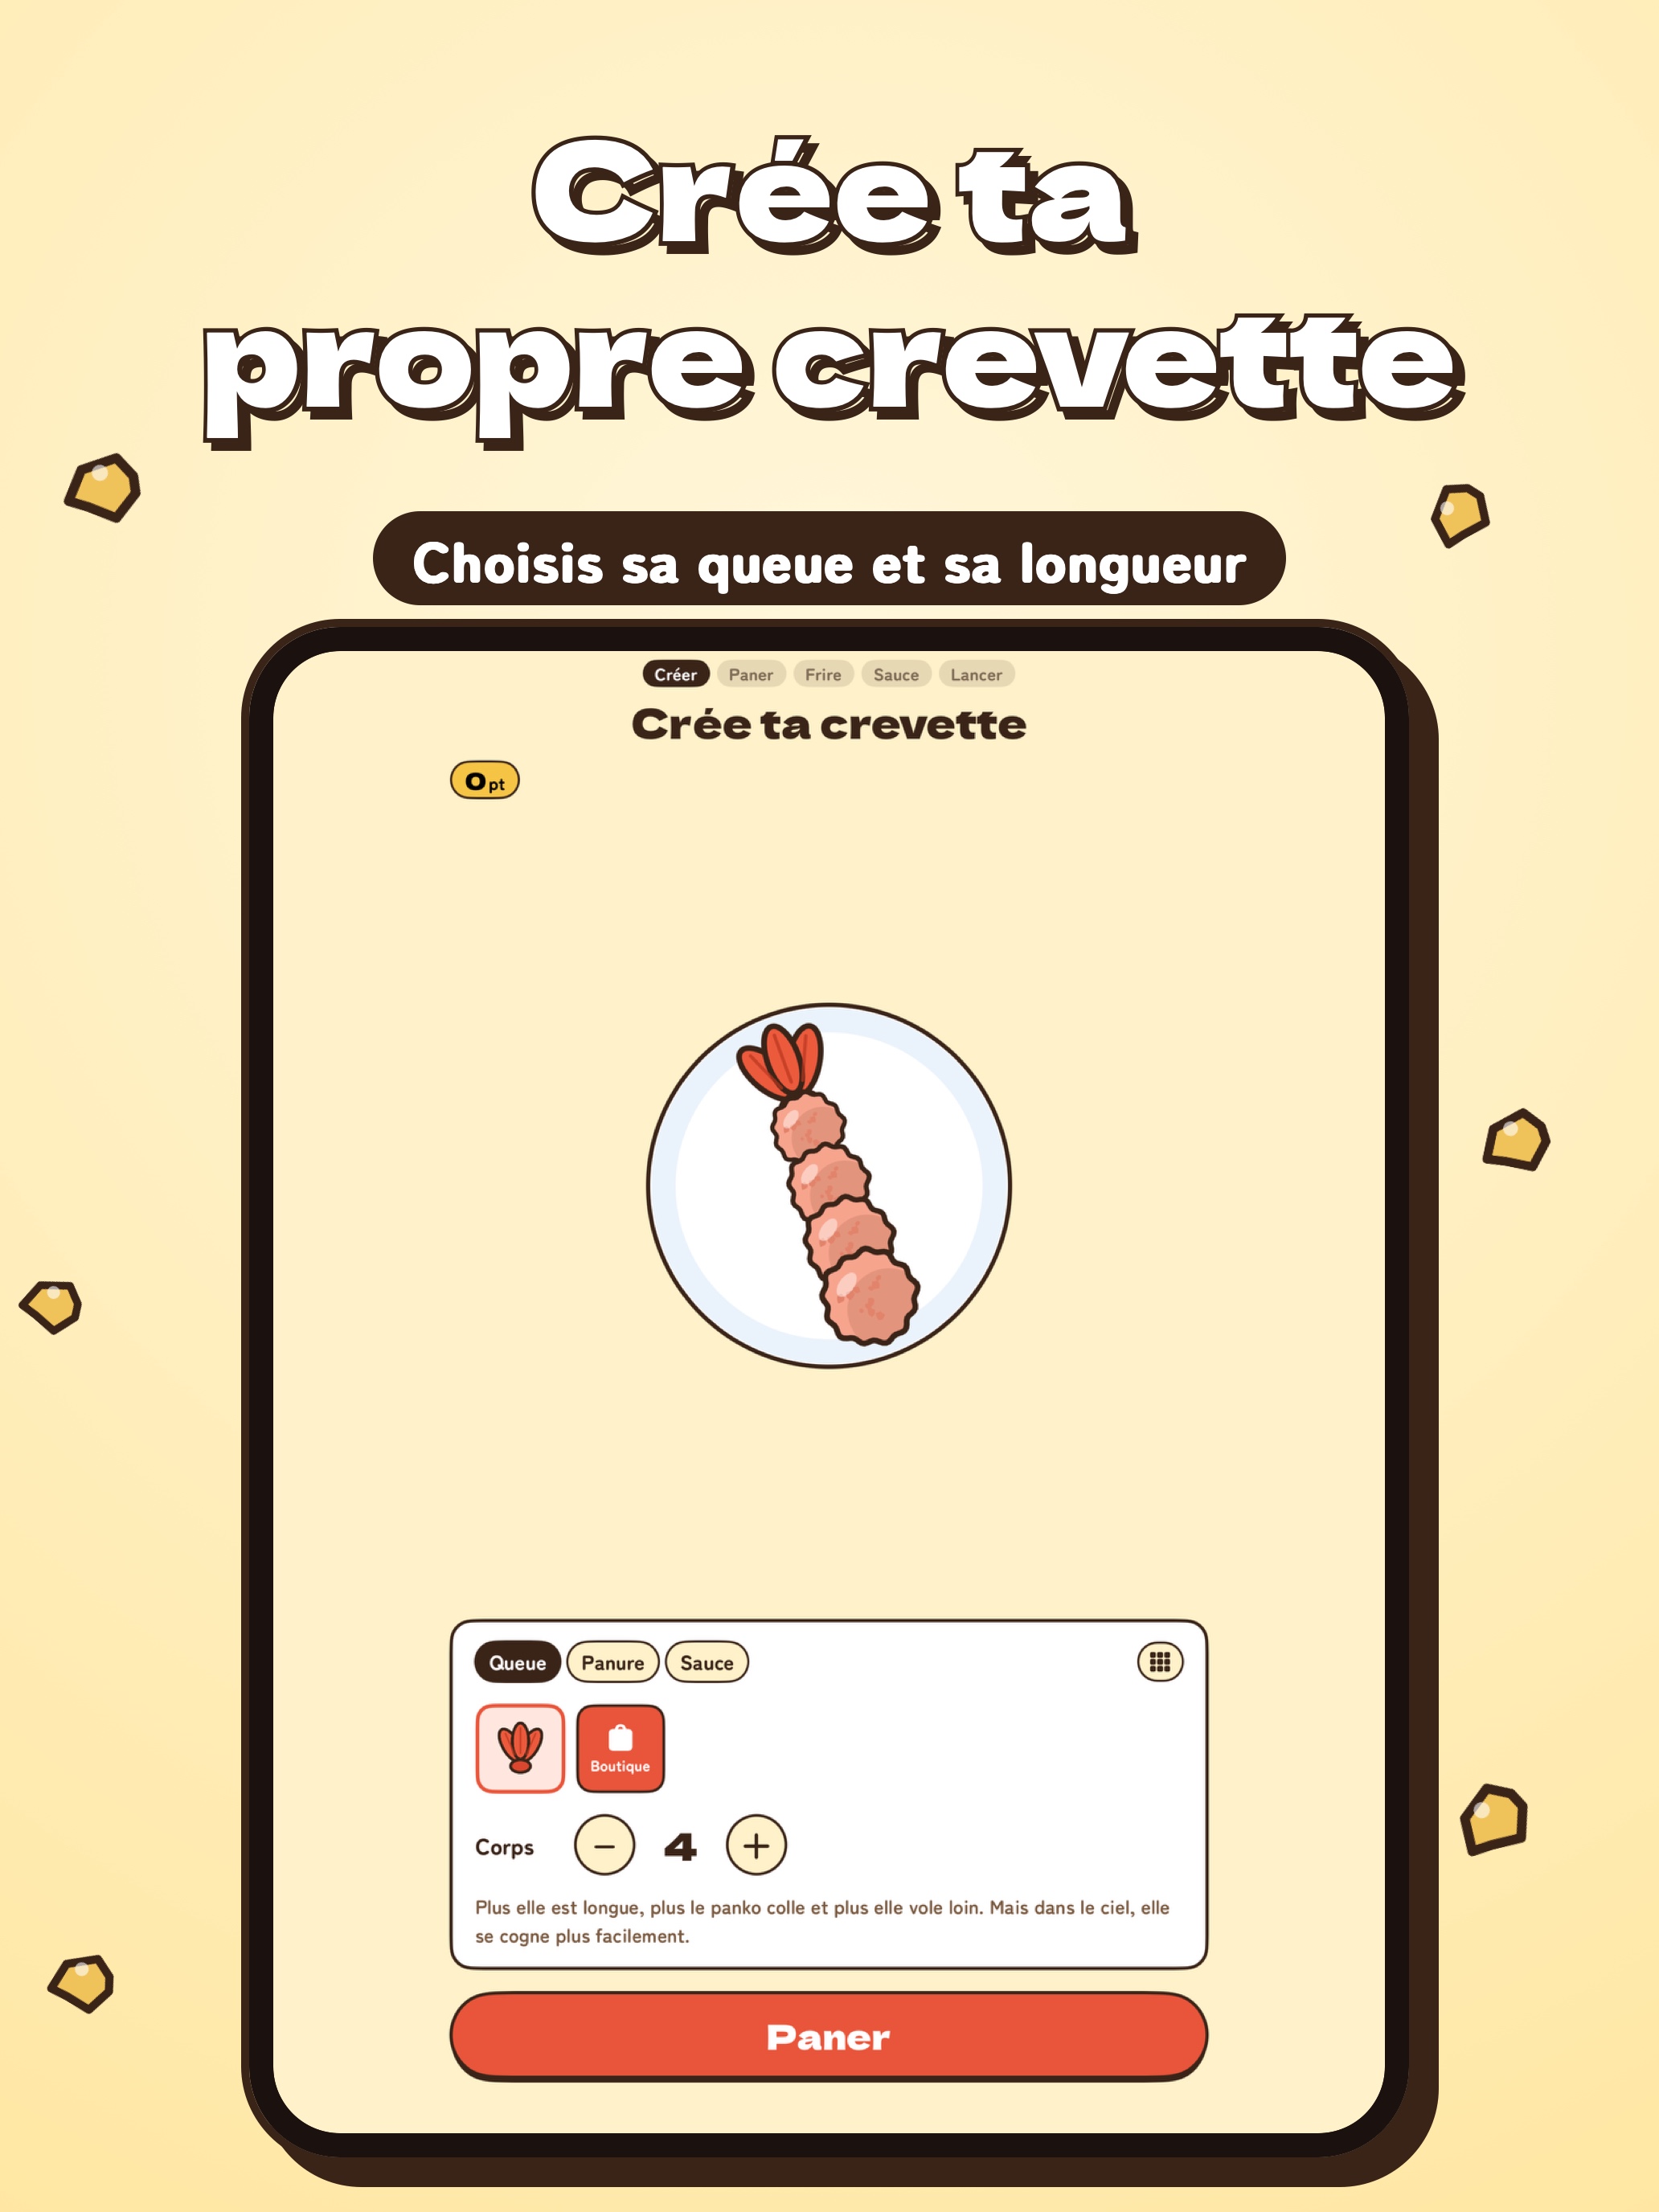 Crée ta
propre crevette
Choisis sa queue et sa longueur
Créer Paner Frire Sauce Lancer
Crée ta crevette
0 pt
Queue Panure Sauce
Boutique
Corps − 4 +
Plus elle est longue, plus le panko colle et plus elle vole loin. Mais dans le ciel, elle
se cogne plus facilement.
Paner